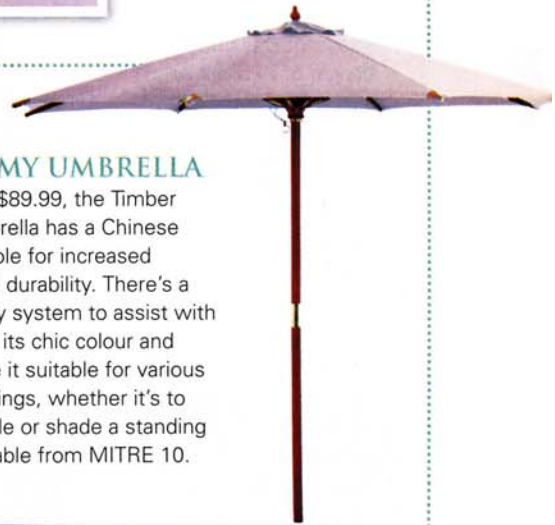 MY UMBRELLA
$89.99, the Timber
rella has a Chinese
ole for increased
durability. There's a
y system to assist with
its chic colour and
it suitable for various
ings, whether it's to
le or shade a standing
able from MITRE 10.